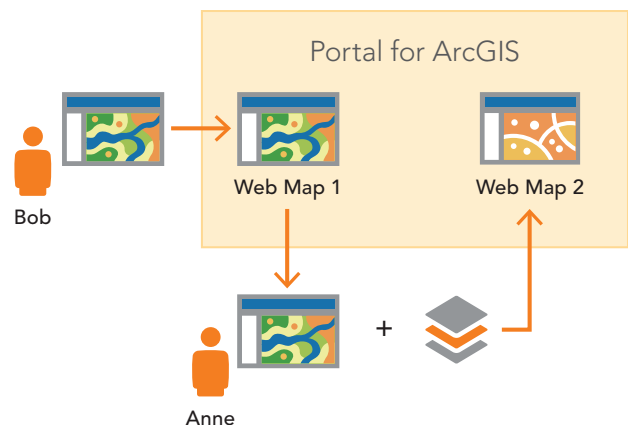 Portal for ArcGIS
Web Map 1
Web Map 2
Bob
+
Anne